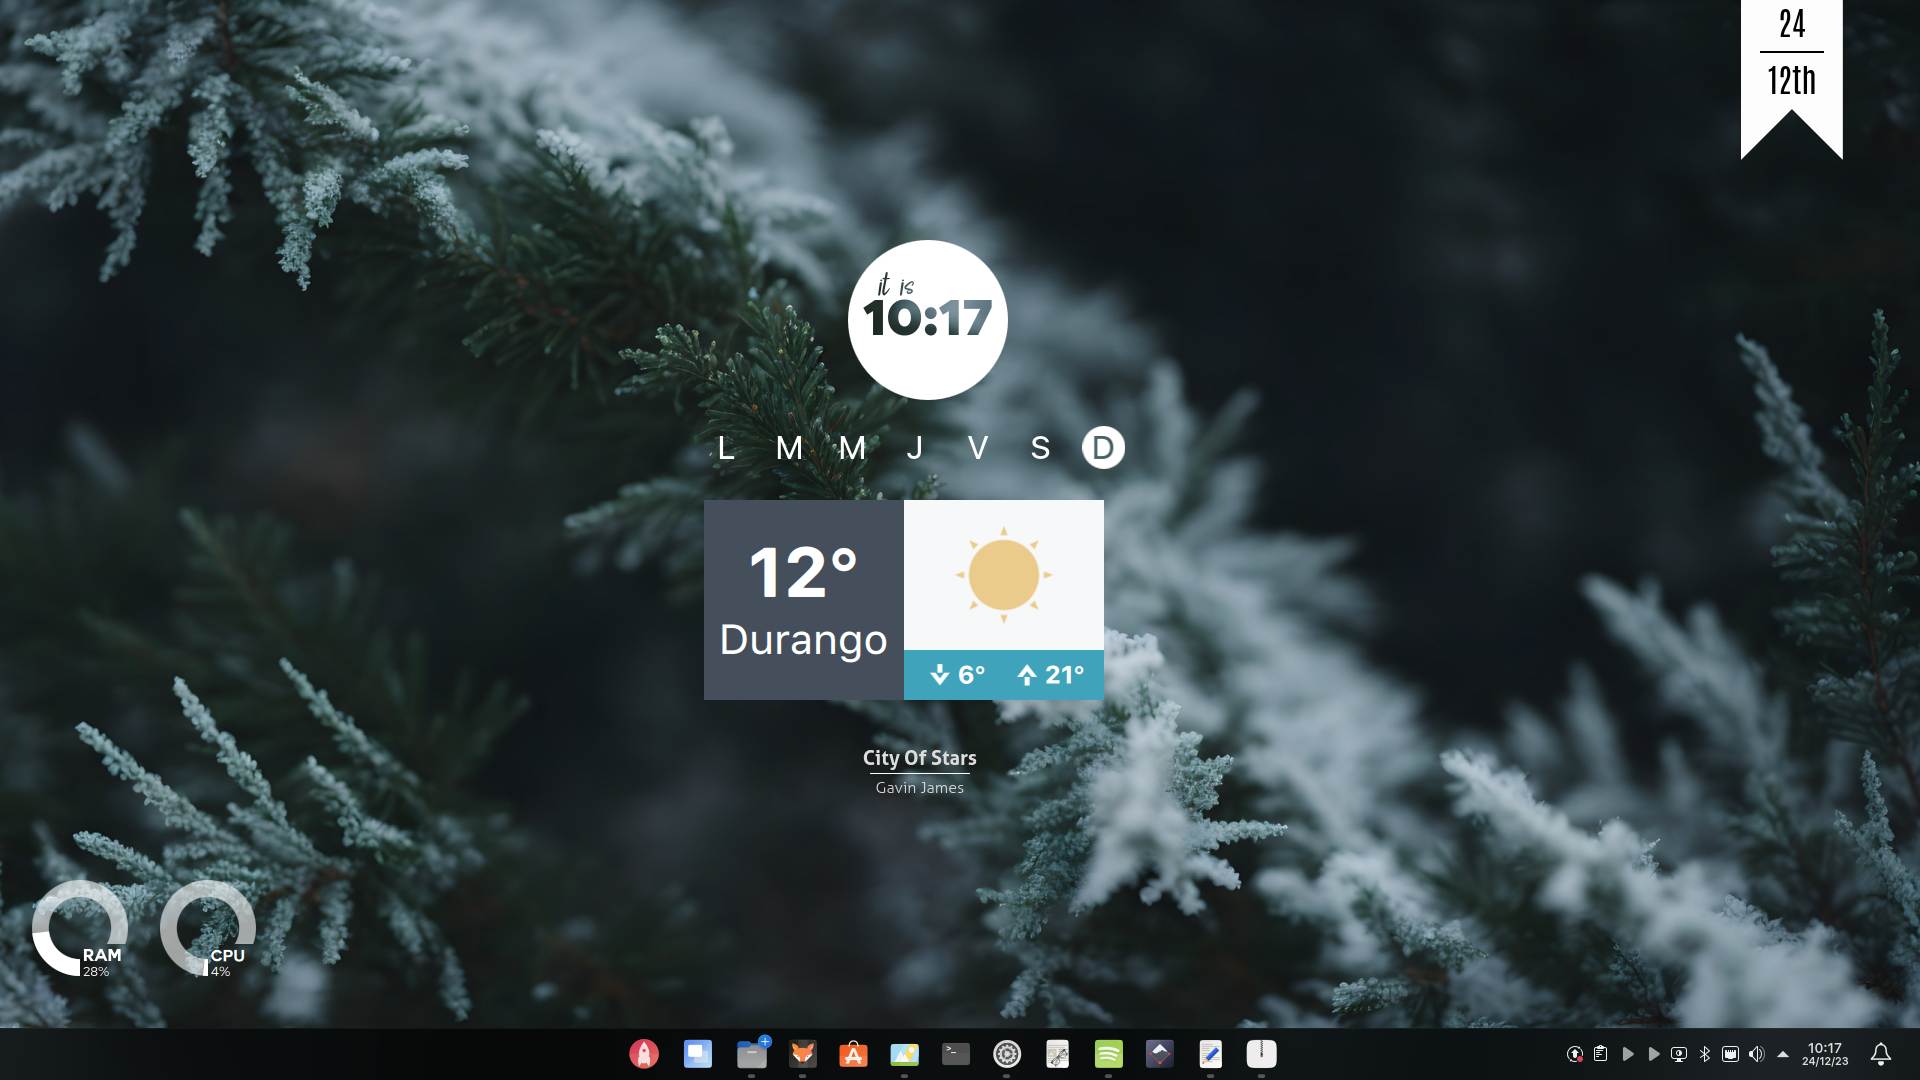 24
12th
it is
10:17
L M M J V S D
12°
Durango
6° 21°
City Of Stars
Gavin James
RAM
28%
CPU
4%
10:17
24/12/23